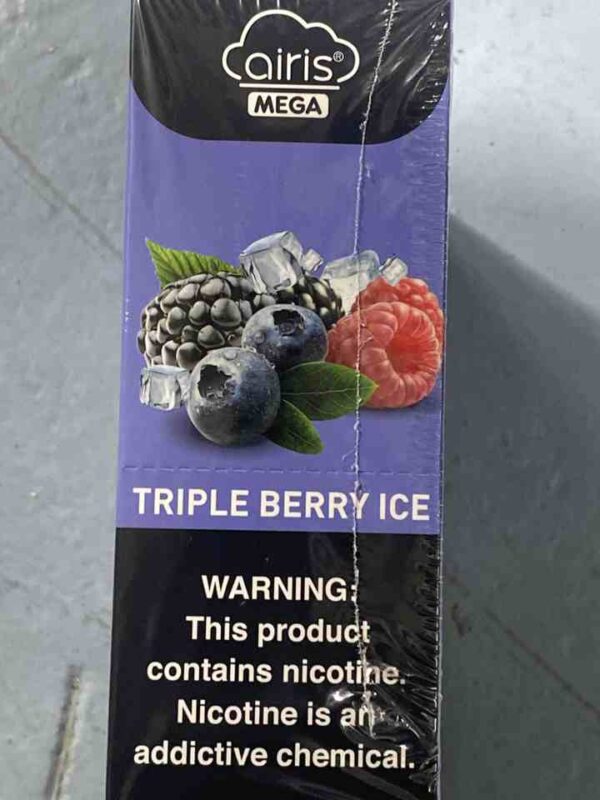 airis®
MEGA
TRIPLE BERRY ICE
WARNING:
This product
contains nicotine.
Nicotine is an
addictive chemical.